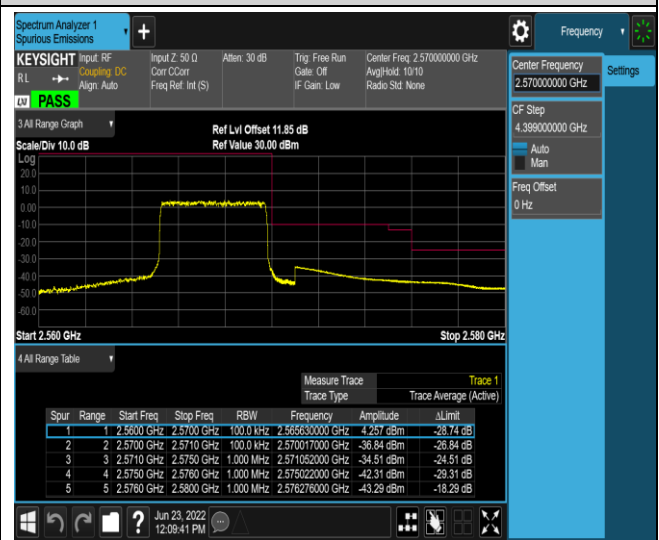 Spectrum Analyzer 1
Spurious Emissions
Frequency
KEYSIGHT
RL
Input: RF
Coupling: DC
Align: Auto
Input Z: 50 Ω
Corr CCorr
Freq Ref: Int (S)
Atten: 30 dB
Trig: Free Run
Gate: Off
IF Gain: Low
Center Freq: 2.570000000 GHz
Avg|Hold: 10/10
Radio Std: None
LXI PASS
Center Frequency
2.570000000 GHz
Settings
CF Step
4.399000000 GHz
Auto
Man
Freq Offset
0 Hz
3 All Range Graph
Scale/Div 10.0 dB
Ref Lvl Offset 11.85 dB
Ref Value 30.00 dBm
Log
20.0
10.0
0.00
-10.0
-20.0
-30.0
-40.0
-50.0
-60.0
Start 2.560 GHz
Stop 2.580 GHz
4 All Range Table
Measure Trace Trace 1
Trace Type Trace Average (Active)
Spur Range Start Freq Stop Freq RBW Frequency Amplitude ΔLimit
1 1 2.5600 GHz 2.5700 GHz 100.0 kHz 2.565630000 GHz 4.257 dBm -28.74 dB
2 2 2.5700 GHz 2.5710 GHz 100.0 kHz 2.570017000 GHz -36.84 dBm -26.84 dB
3 3 2.5710 GHz 2.5750 GHz 1.000 MHz 2.571052000 GHz -34.51 dBm -24.51 dB
4 4 2.5750 GHz 2.5760 GHz 1.000 MHz 2.575022000 GHz -42.31 dBm -29.31 dB
5 5 2.5760 GHz 2.5800 GHz 1.000 MHz 2.576276000 GHz -43.29 dBm -18.29 dB
Jun 23, 2022
12:09:41 PM